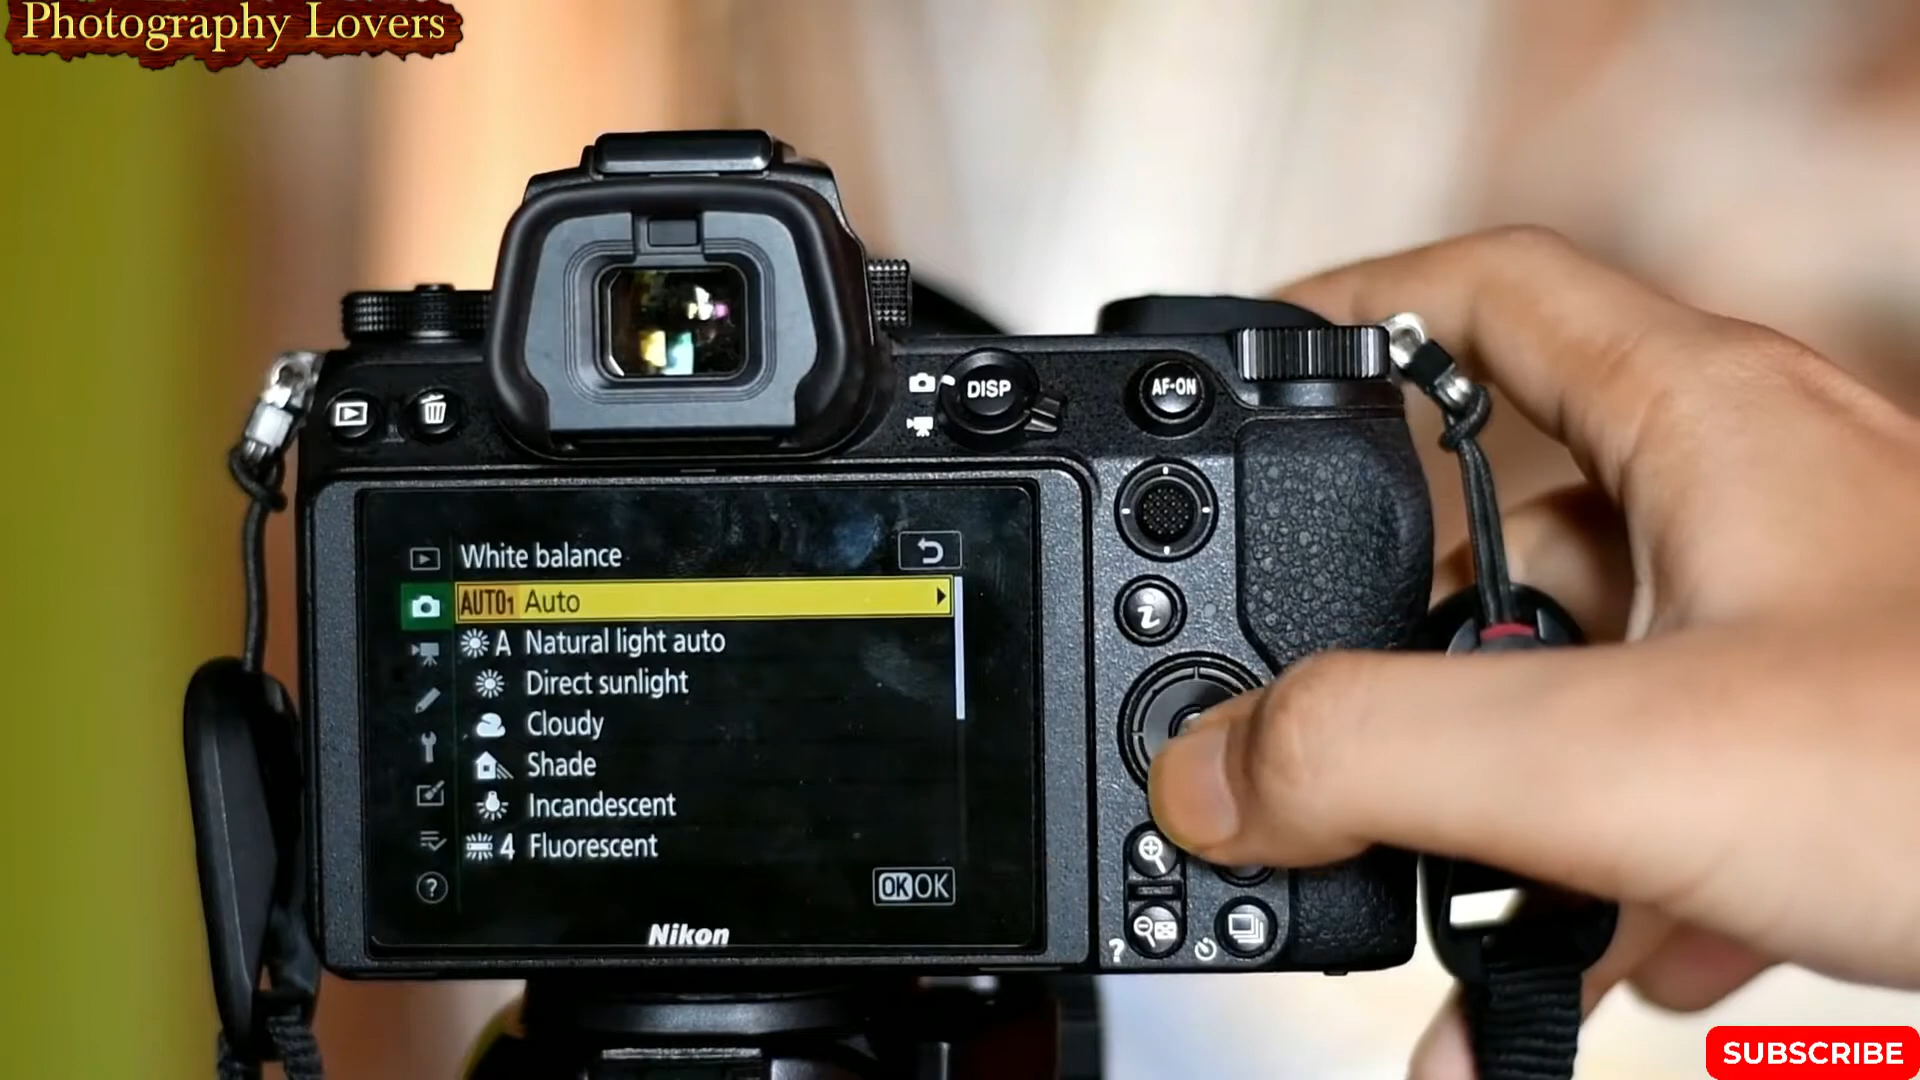 Photography Lovers
DISP
AF-ON
White balance
AUTO1 Auto
A Natural light auto
Direct sunlight
Cloudy
Shade
i
Incandescent
4 Fluorescent
?
OK OK
Nikon
?
SUBSCRIBE